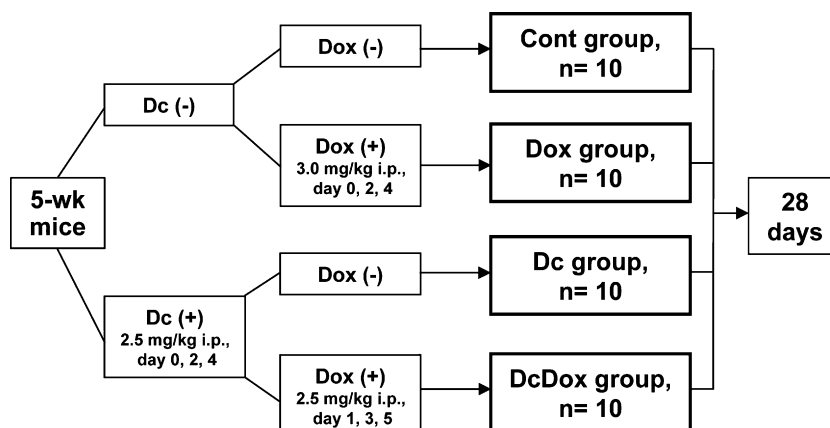 5-wk
mice
Dc (-)
Dox (-)
Cont group,
n= 10
Dox (+)
3.0 mg/kg i.p.,
day 0, 2, 4
Dox group,
n= 10
Dc (+)
2.5 mg/kg i.p.,
day 0, 2, 4
Dox (-)
Dc group,
n= 10
Dox (+)
2.5 mg/kg i.p.,
day 1, 3, 5
DcDox group,
n= 10
28
days